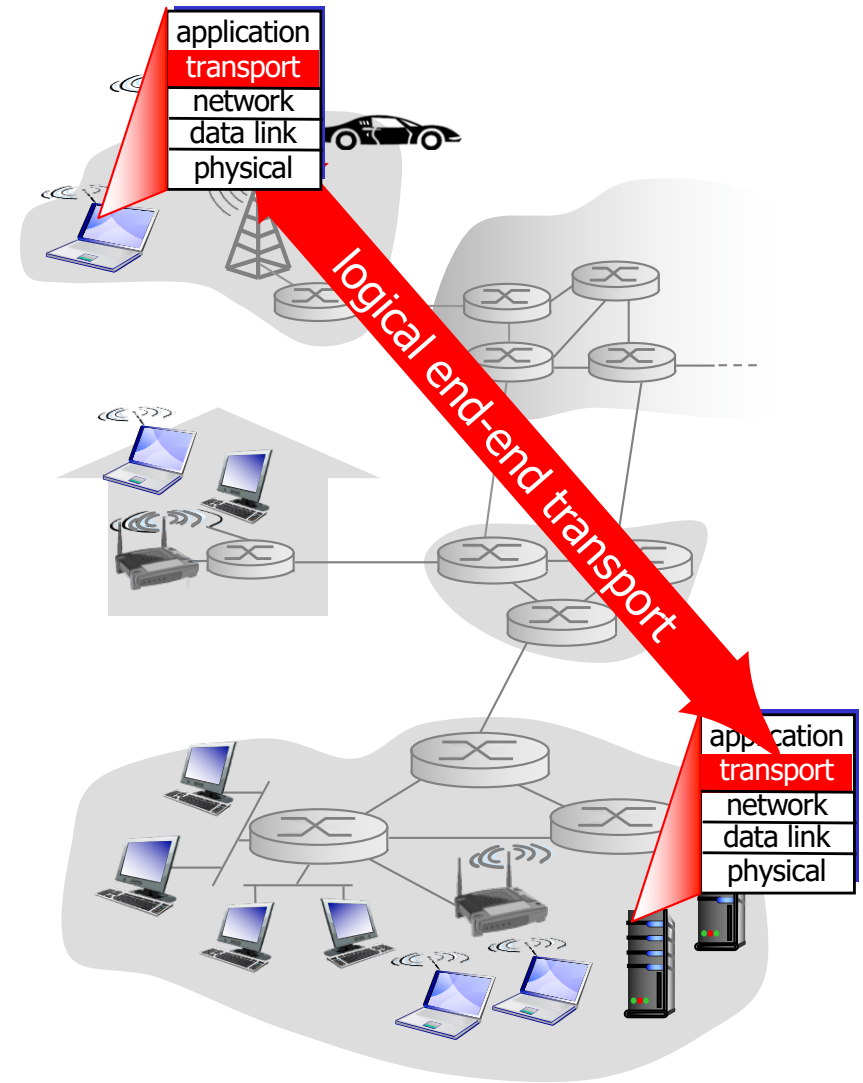 application
transport
network
data link
physical
logical end-end transport
application
transport
network
data link
physical